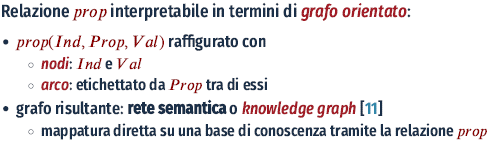 Relazione prop interpretabile in termini di grafo orientato:
• prop(Ind, Prop, Val) raffigurato con
◦ nodi: Ind e Val
◦ arco: etichettato da Prop tra di essi
• grafo risultante: rete semantica o knowledge graph [11]
◦ mappatura diretta su una base di conoscenza tramite la relazione prop